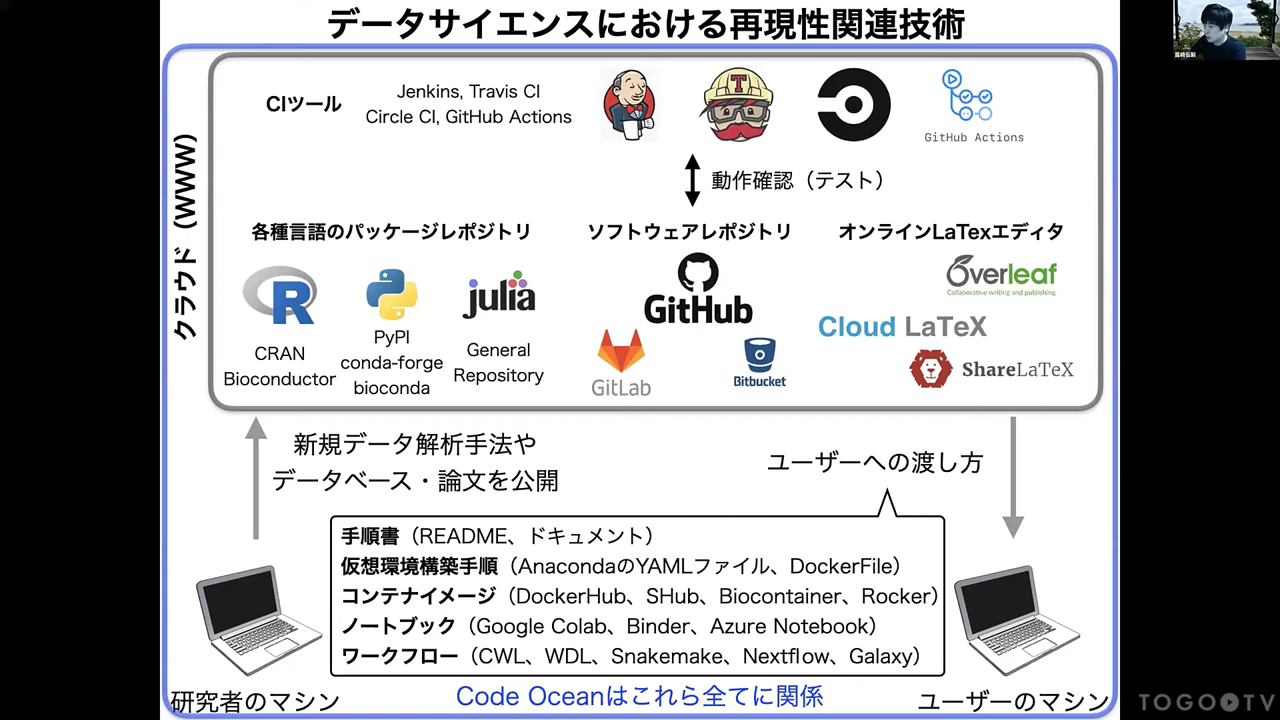 データサイエンスにおける再現性関連技術
クラウド（WWW）
CIツール
Jenkins, Travis CI
Circle CI, GitHub Actions
T
GitHub Actions
動作確認（テスト）
各種言語のパッケージレポジトリ
ソフトウェアレポジトリ
オンラインLaTexエディタ
R
julia
GitHub
Overleaf
Collaborative writing and publishing
CRAN
Bioconductor
PyPI
conda-forge
bioconda
General
Repository
GitLab
Bitbucket
Cloud LaTeX
ShareLaTeX
新規データ解析手法や
データベース・論文を公開
ユーザーへの渡し方
手順書（README、ドキュメント）
仮想環境構築手順（AnacondaのYAMLファイル、DockerFile）
コンテナイメージ（DockerHub、SHub、Biocontainer、Rocker）
ノートブック（Google Colab、Binder、Azure Notebook）
ワークフロー（CWL、WDL、Snakemake、Nextflow、Galaxy）
研究者のマシン
Code Oceanはこれら全てに関係
ユーザーのマシン
TOGOTV